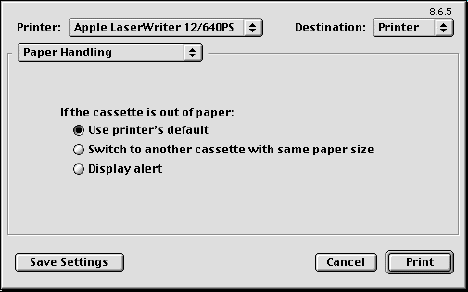 8.6.5
Printer: Apple LaserWriter 12/640PS Destination: Printer
Paper Handling
If the cassette is out of paper:
Use printer's default
Switch to another cassette with same paper size
Display alert
Save Settings Cancel Print